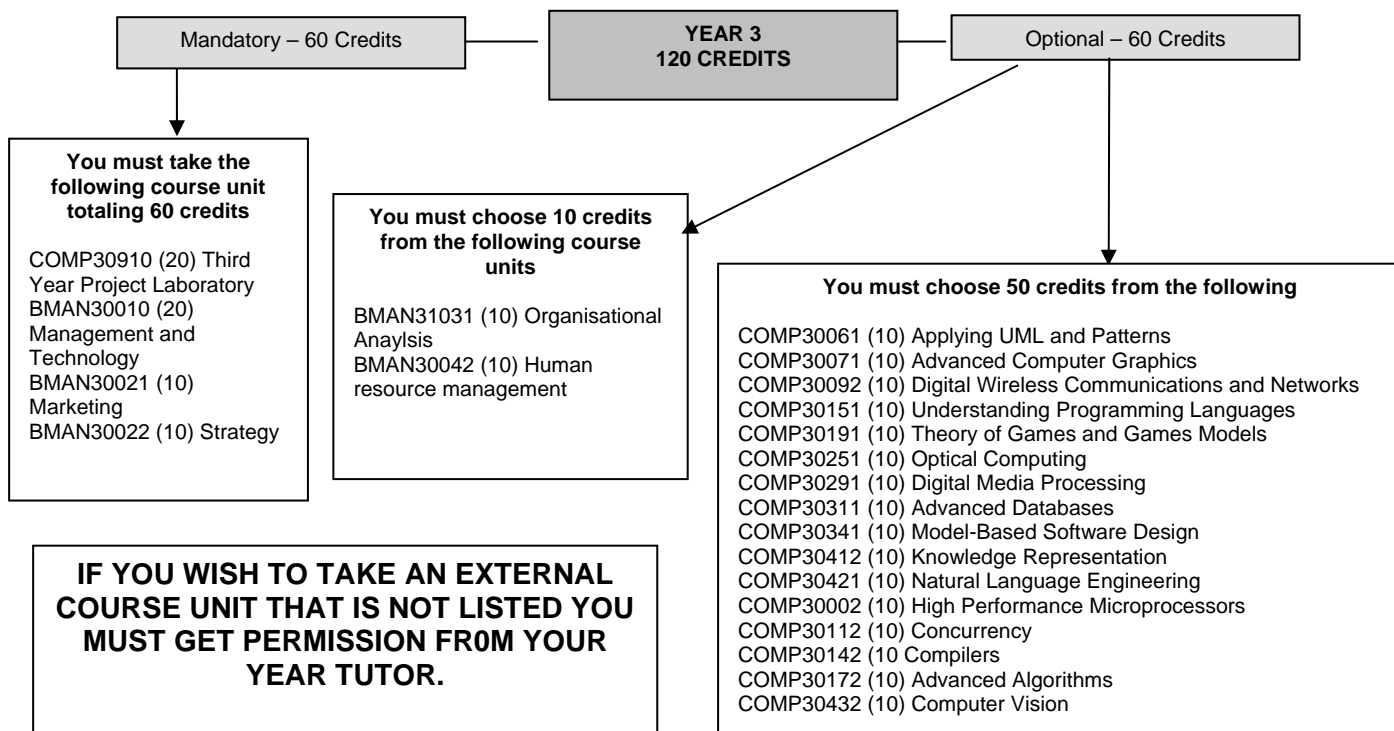 Mandatory – 60 Credits
YEAR 3
120 CREDITS
Optional – 60 Credits
You must take the
following course unit
totaling 60 credits
COMP30910 (20) Third
Year Project Laboratory
BMAN30010 (20)
Management and
Technology
BMAN30021 (10)
Marketing
BMAN30022 (10) Strategy
You must choose 10 credits
from the following course
units
BMAN31031 (10) Organisational
Anaylsis
BMAN30042 (10) Human
resource management
You must choose 50 credits from the following
COMP30061 (10) Applying UML and Patterns
COMP30071 (10) Advanced Computer Graphics
COMP30092 (10) Digital Wireless Communications and Networks
COMP30151 (10) Understanding Programming Languages
COMP30191 (10) Theory of Games and Games Models
COMP30251 (10) Optical Computing
COMP30291 (10) Digital Media Processing
COMP30311 (10) Advanced Databases
COMP30341 (10) Model-Based Software Design
COMP30412 (10) Knowledge Representation
COMP30421 (10) Natural Language Engineering
COMP30002 (10) High Performance Microprocessors
COMP30112 (10) Concurrency
COMP30142 (10 Compilers
COMP30172 (10) Advanced Algorithms
COMP30432 (10) Computer Vision
IF YOU WISH TO TAKE AN EXTERNAL
COURSE UNIT THAT IS NOT LISTED YOU
MUST GET PERMISSION FR0M YOUR
YEAR TUTOR.